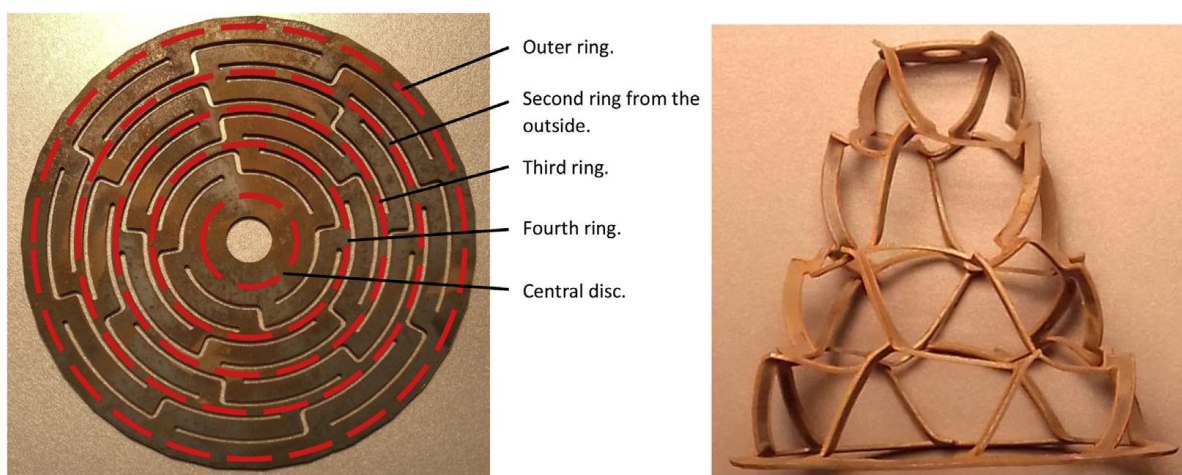 Outer ring.
Second ring from the
outside.
Third ring.
Fourth ring.
Central disc.